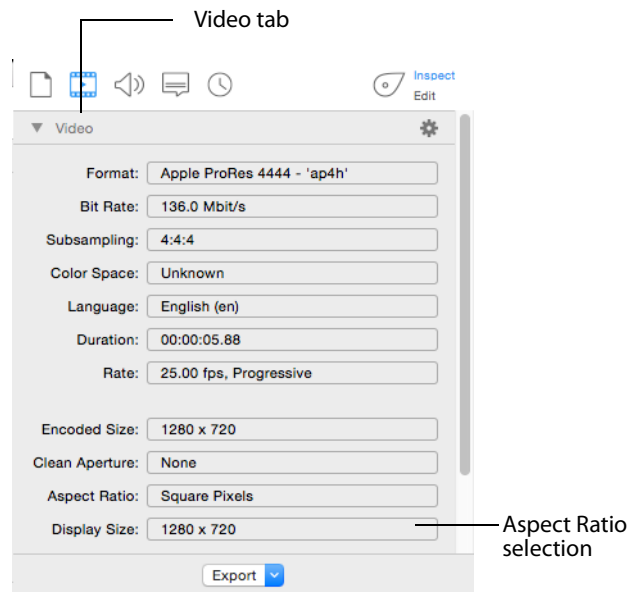 Video tab
Inspect
Edit
Video
Format: Apple ProRes 4444 - 'ap4h'
Bit Rate: 136.0 Mbit/s
Subsampling: 4:4:4
Color Space: Unknown
Language: English (en)
Duration: 00:00:05.88
Rate: 25.00 fps, Progressive
Encoded Size: 1280 x 720
Clean Aperture: None
Aspect Ratio: Square Pixels
Display Size: 1280 x 720
Aspect Ratio
selection
Export